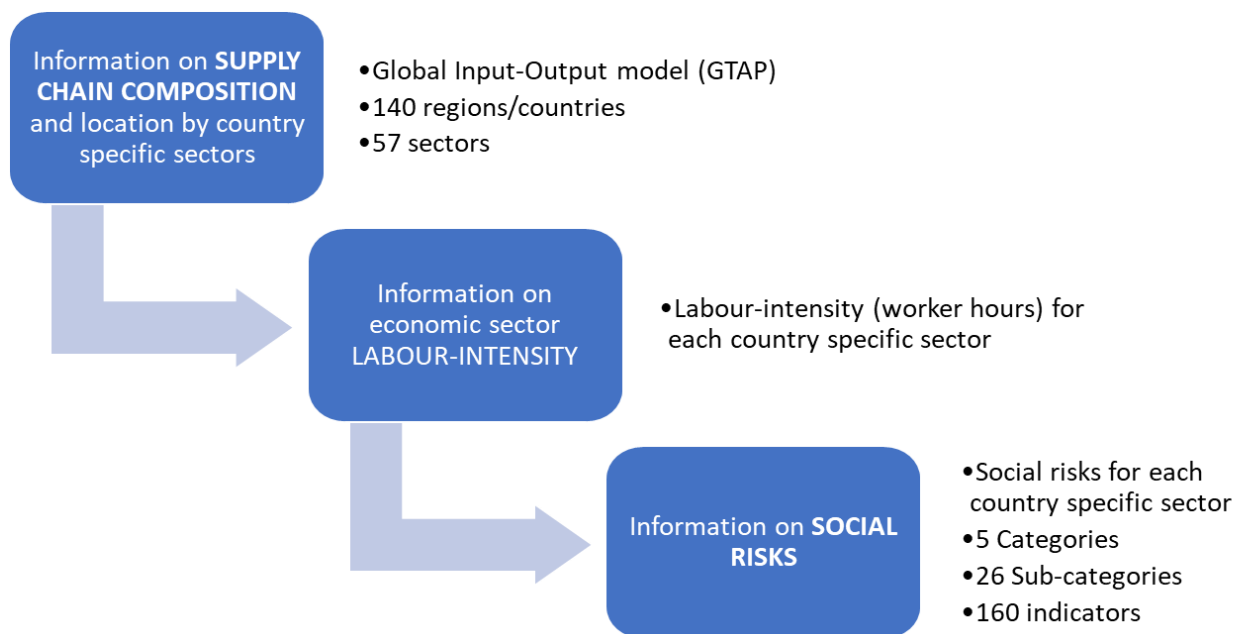 Information on SUPPLY
CHAIN COMPOSITION
and location by country
specific sectors
•Global Input-Output model (GTAP)
•140 regions/countries
•57 sectors
Information on
economic sector
LABOUR-INTENSITY
•Labour-intensity (worker hours) for
each country specific sector
Information on SOCIAL
RISKS
•Social risks for each
country specific sector
•5 Categories
•26 Sub-categories
•160 indicators